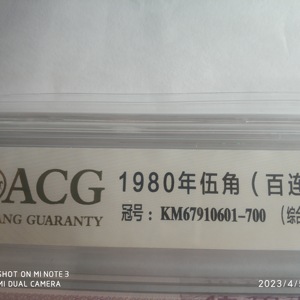 ACG
1980年伍角（百连
ANG GUARANTY
冠号：KM67910601-700
SHOT ON MI NOTE 3
MI DUAL CAMERA
2023/4/